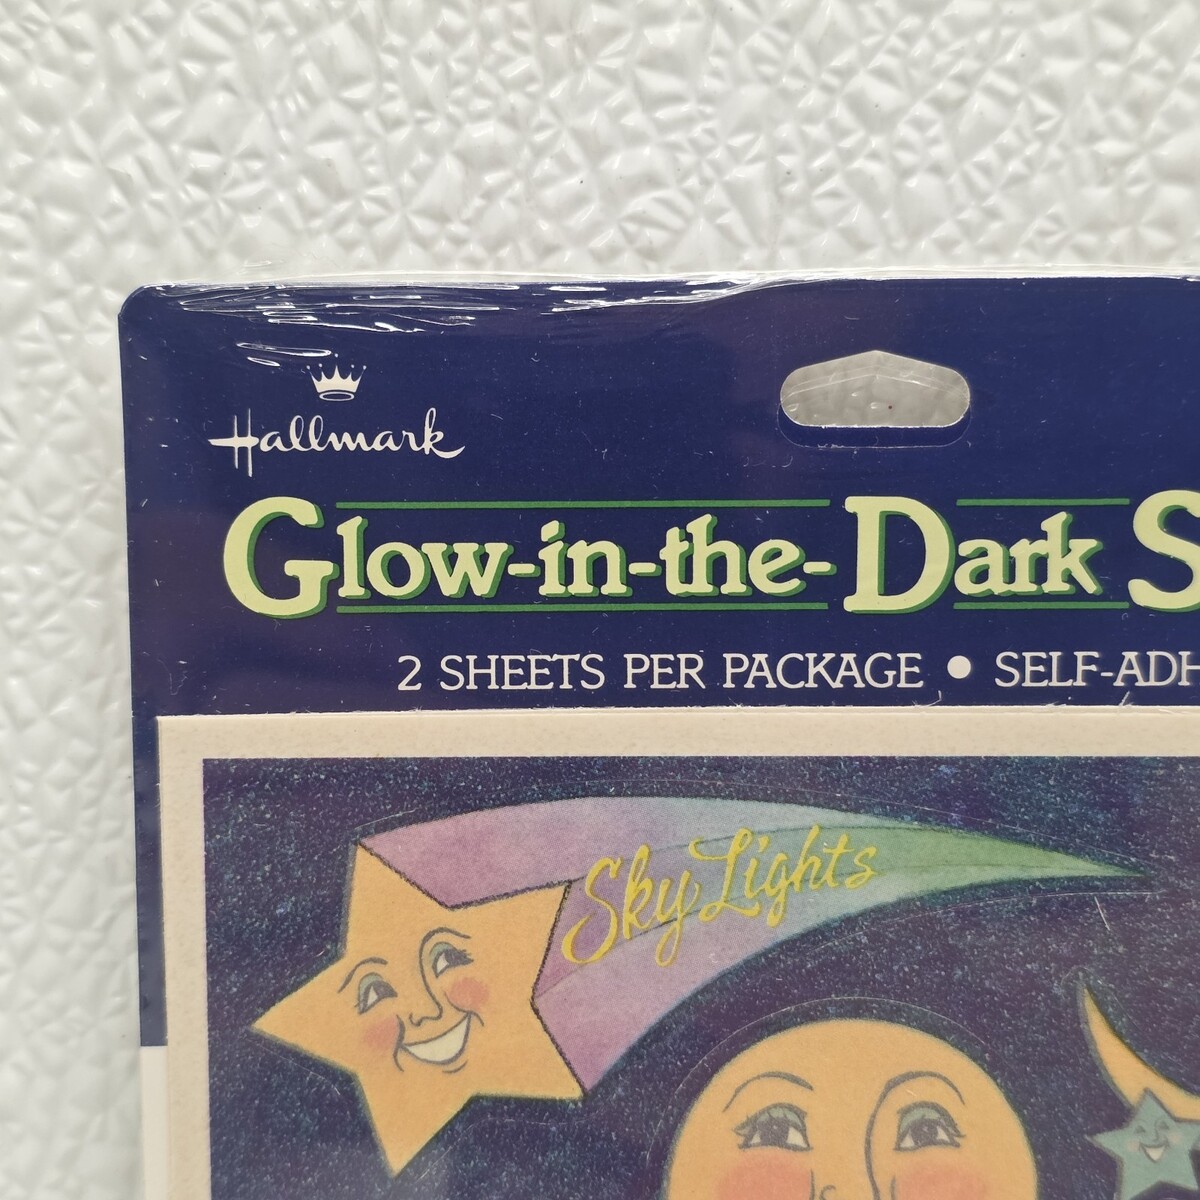 Hallmark
Glow-in-the-Dark S
2 SHEETS PER PACKAGE • SELF-ADH
Sky Lights